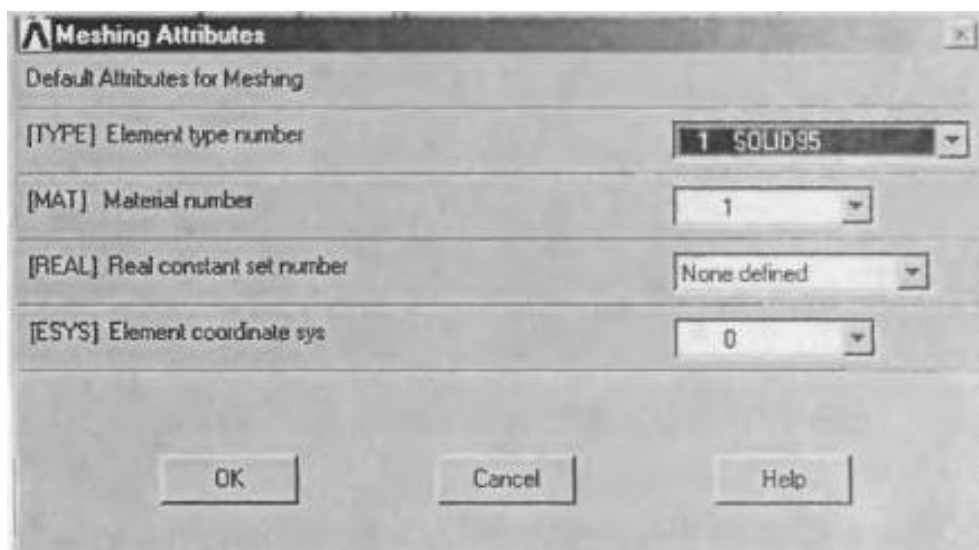 Meshing Attributes
Default Attributes for Meshing
[TYPE] Element type number 1 SOLID95
[MAT] Material number 1
[REAL] Real constant set number None defined
[ESYS] Element coordinate sys 0
OK Cancel Help